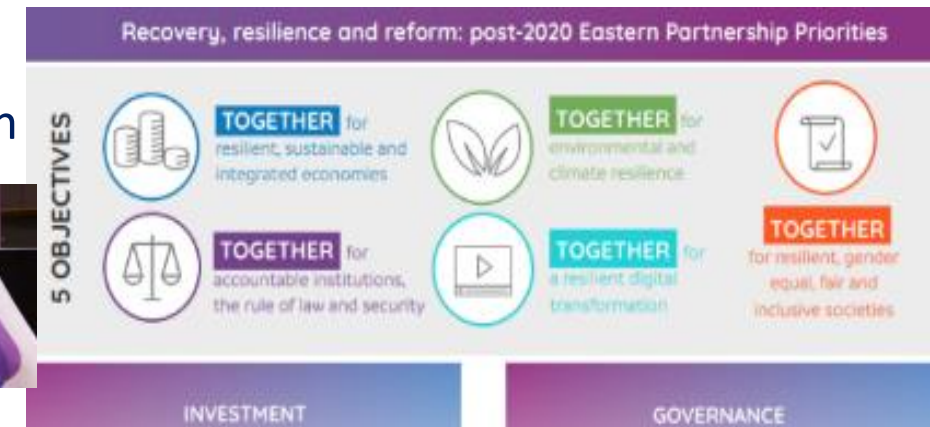 Recovery, resilience and reform: post-2020 Eastern Partnership Priorities
n
5 OBJECTIVES
TOGETHER for
resilient, sustainable and
integrated economies
TOGETHER for
environmental and
climate resilience
TOGETHER for
accountable institutions,
the rule of law and security
TOGETHER for
a resilient digital
transformation
TOGETHER
for resilient, gender
equal, fair and
inclusive societies
INVESTMENT
GOVERNANCE